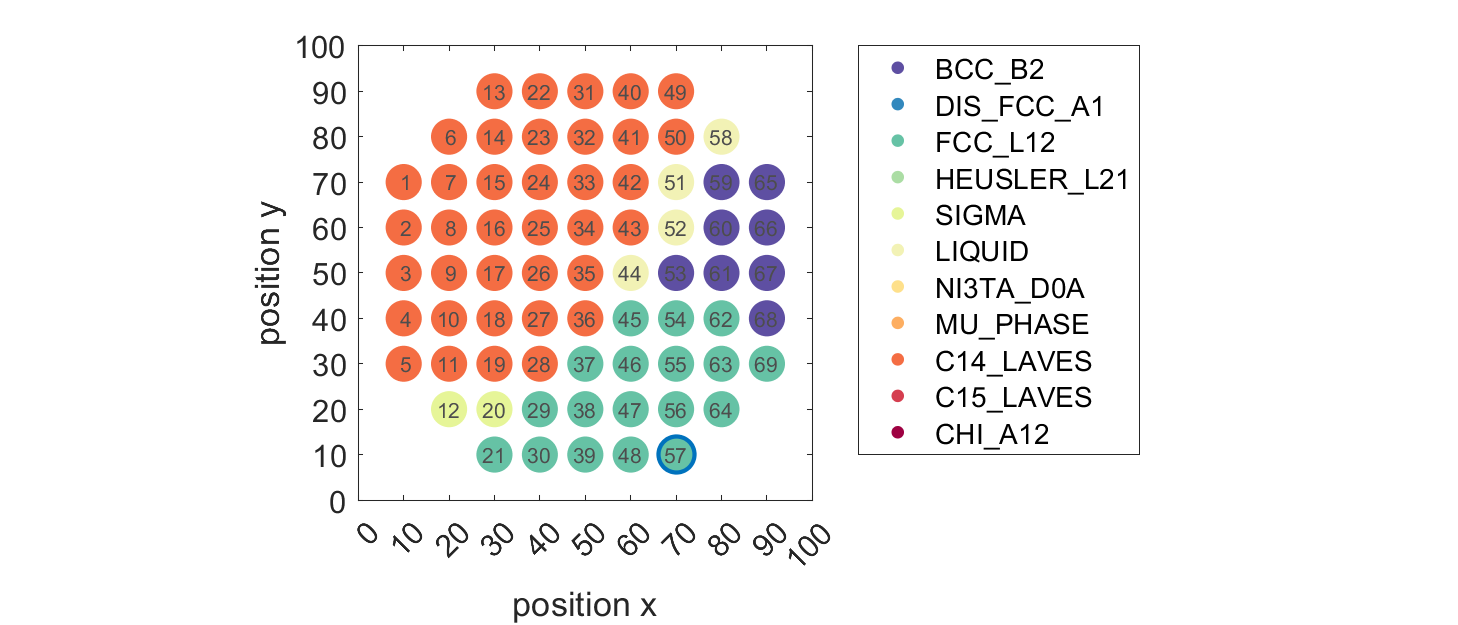 100
90 13 22 31 40 49
80 6 14 23 32 41 50 58
70 1 7 15 24 33 42 51 59 65
60 2 8 16 25 34 43 52 60 66
50 3 9 17 26 35 44 53 61 67
40 4 10 18 27 36 45 54 62 68
30 5 11 19 28 37 46 55 63 69
20 12 20 29 38 47 56 64
10 21 30 39 48 57
0
0 10 20 30 40 50 60 70 80 90 100
position x
position y
BCC_B2
DIS_FCC_A1
FCC_L12
HEUSLER_L21
SIGMA
LIQUID
NI3TA_D0A
MU_PHASE
C14_LAVES
C15_LAVES
CHI_A12